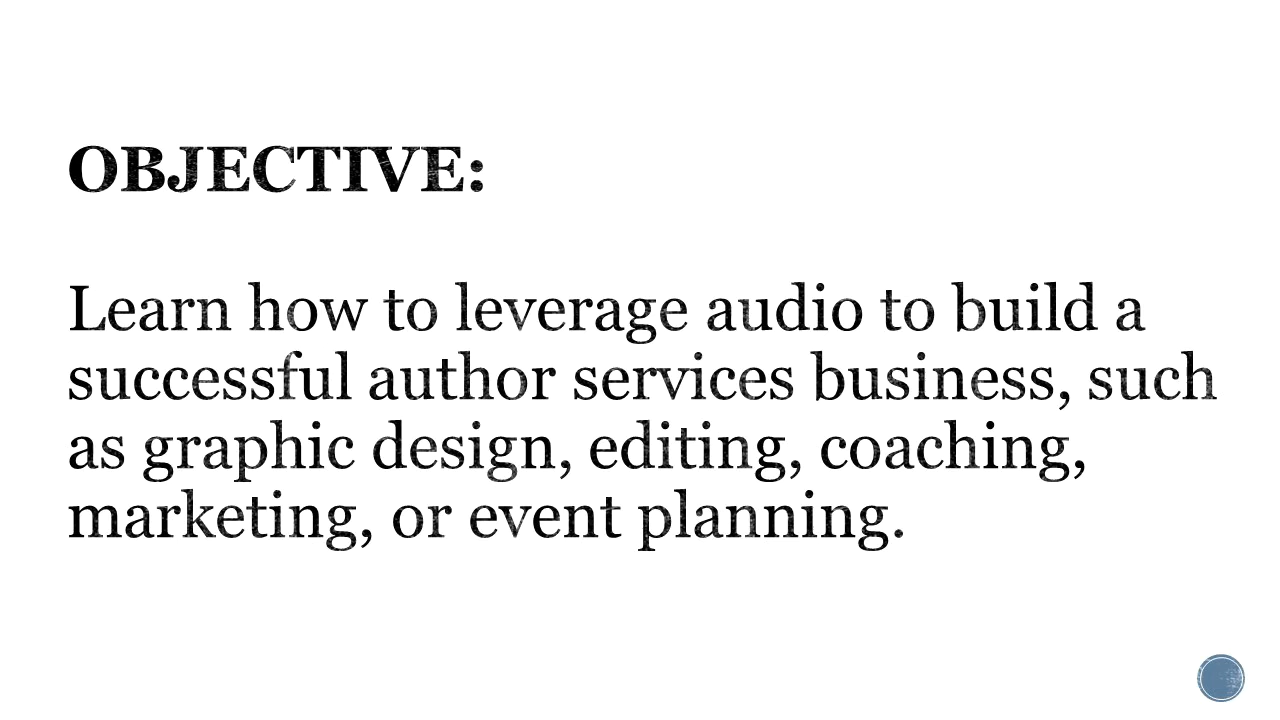 OBJECTIVE:
Learn how to leverage audio to build a
successful author services business, such
as graphic design, editing, coaching,
marketing, or event planning.